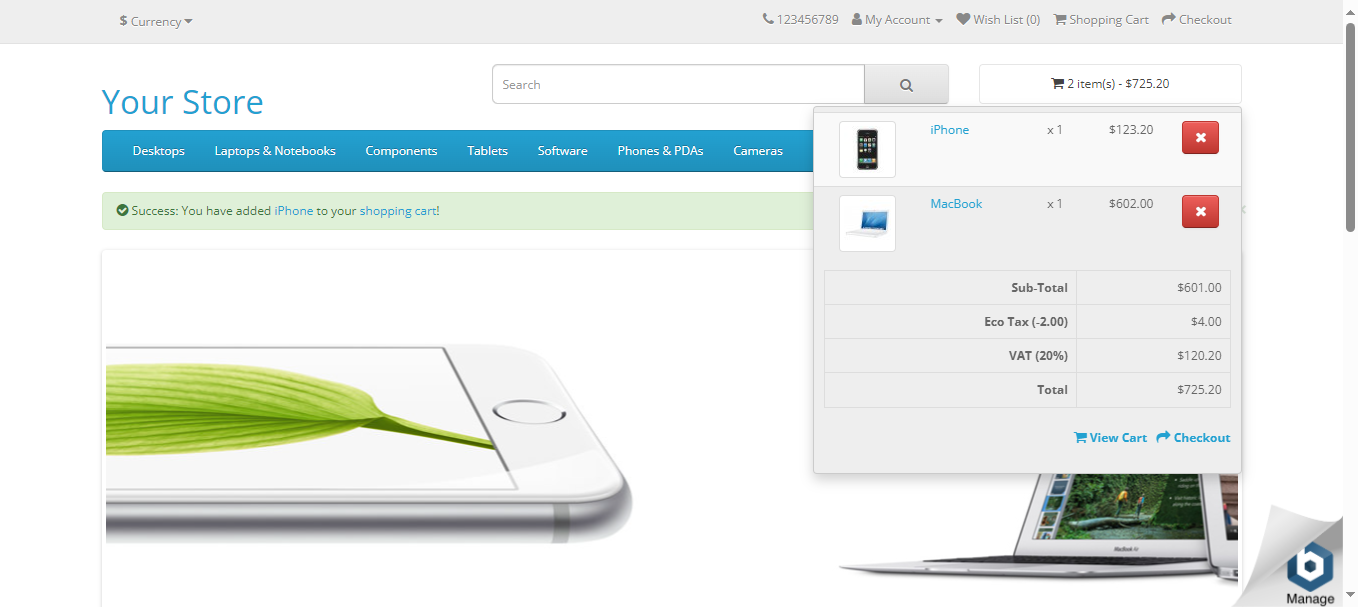 $ Currency
123456789 My Account Wish List (0) Shopping Cart Checkout
Your Store
Search
2 item(s) - $725.20
Desktops Laptops & Notebooks Components Tablets Software Phones & PDAs Cameras
Success: You have added iPhone to your shopping cart!
iPhone x 1 $123.20
MacBook x 1 $602.00
Sub-Total $601.00
Eco Tax (-2.00) $4.00
VAT (20%) $120.20
Total $725.20
View Cart Checkout
MacBook Air
Manage